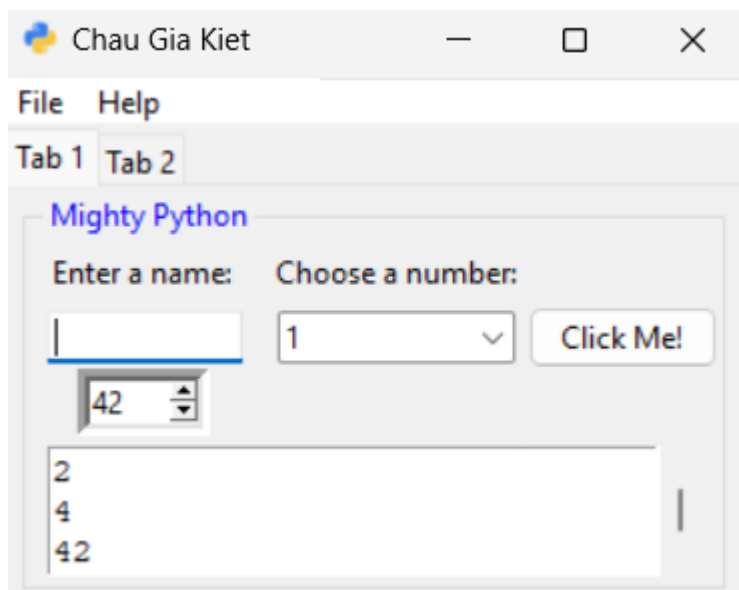 Chau Gia Kiet
File Help
Tab 1 Tab 2
Mighty Python
Enter a name: Choose a number:
1 Click Me!
42
2
4
42